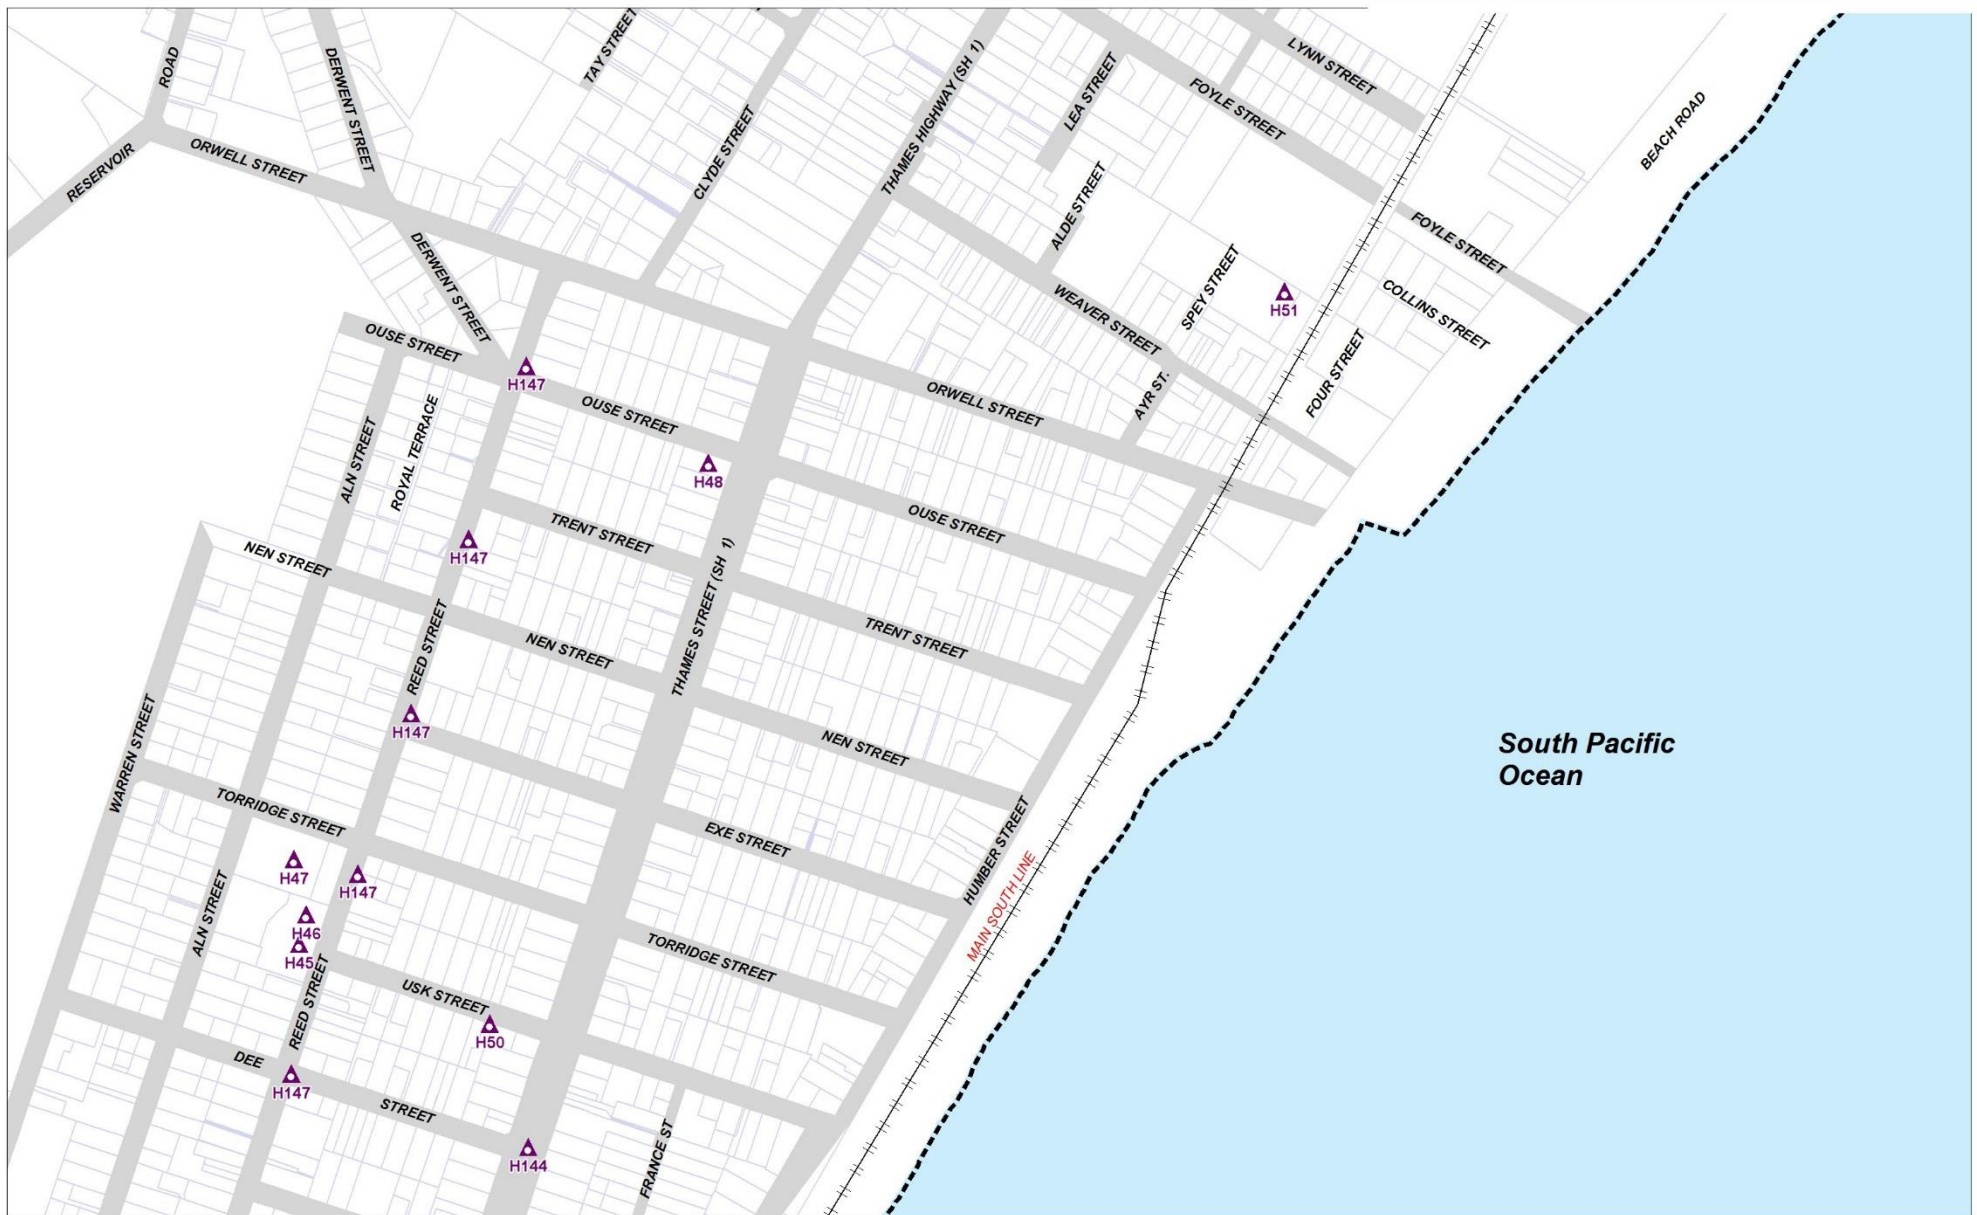 TAY STREET
ROAD
DERWENT STREET
THAMES HIGHWAY (SH 1)
LYNN STREET
LEA STREET
FOYLE STREET
BEACH ROAD
ORWELL STREET
RESERVOIR
CLYDE STREET
ALDE STREET
FOYLE STREET
DERWENT STREET
SPEY STREET
H51
COLLINS STREET
WEAVER STREET
OUSE STREET
FOUR STREET
H147
AYR ST.
ORWELL STREET
OUSE STREET
ROYAL TERRACE
ALN STREET
H48
OUSE STREET
TRENT STREET
H147
NEN STREET
THAMES STREET (SH 1)
TRENT STREET
REED STREET
NEN STREET
H147
NEN STREET
South Pacific
Ocean
WARREN STREET
TORRIDGE STREET
EXE STREET
HUMBER STREET
H47
H147
MAIN SOUTH LINE
ALN STREET
H46
H45
TORRIDGE STREET
REED STREET
USK STREET
H50
DEE
H147
STREET
H144
FRANCE ST